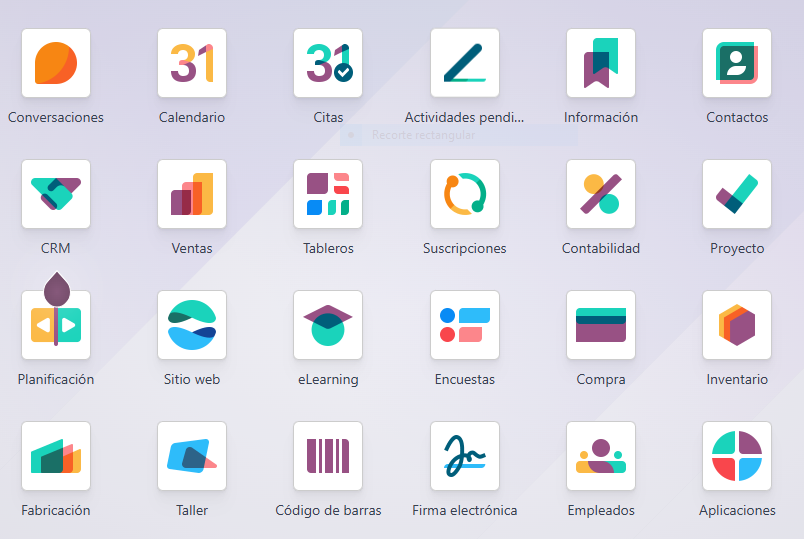 31
31
Conversaciones
Calendario
Citas
Actividades pendi...
Información
Contactos
Recorte rectangular
CRM
Ventas
Tableros
Suscripciones
Contabilidad
Proyecto
Planificación
Sitio web
eLearning
Encuestas
Compra
Inventario
Fabricación
Taller
Código de barras
Firma electrónica
Empleados
Aplicaciones